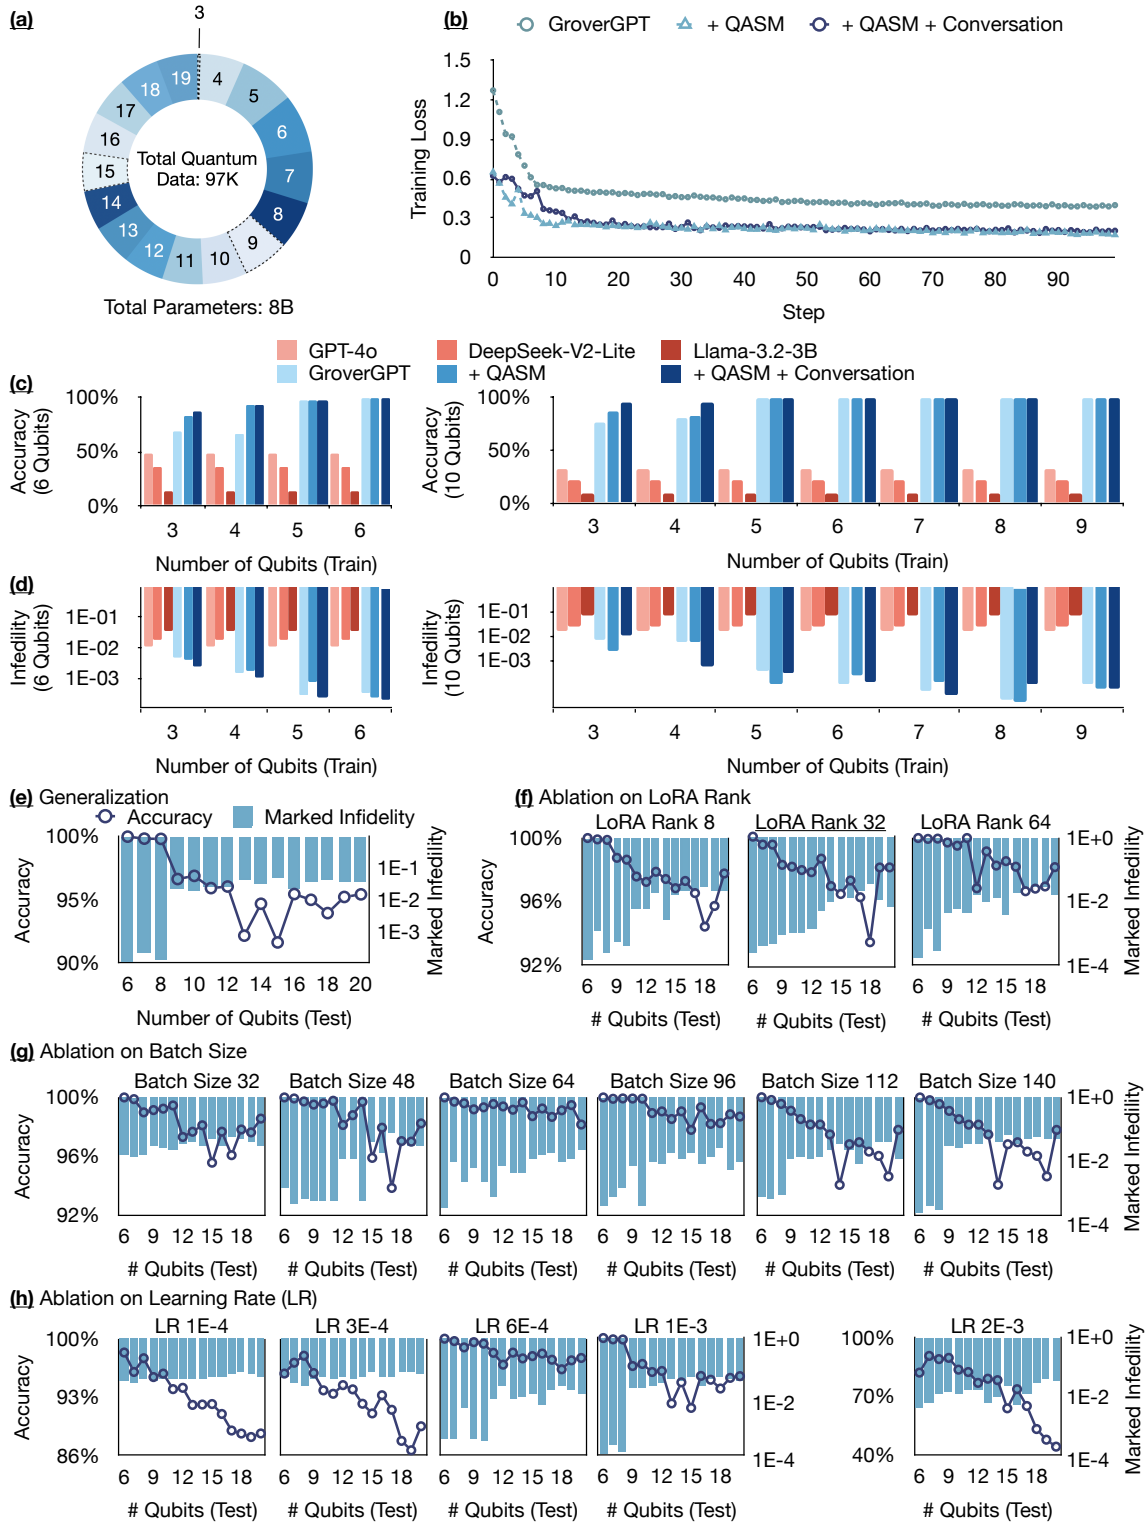 (a)
3
4
5
6
7
8
9
10
11
12
13
14
15
16
17
18
19
Total Quantum
Data: 97K
Total Parameters: 8B
(b)
GroverGPT
+ QASM
+ QASM + Conversation
Training Loss
1.5
1.2
0.9
0.6
0.3
0
0 10 20 30 40 50 60 70 80 90
Step
GPT-4o
DeepSeek-V2-Lite
Llama-3.2-3B
GroverGPT
+ QASM
+ QASM + Conversation
(c)
Accuracy
(6 Qubits)
100%
50%
0%
3 4 5 6
Number of Qubits (Train)
Accuracy
(10 Qubits)
100%
50%
0%
3 4 5 6 7 8 9
Number of Qubits (Train)
(d)
Infedility
(6 Qubits)
1E-01
1E-02
1E-03
3 4 5 6
Number of Qubits (Train)
Infedility
(10 Qubits)
1E-01
1E-02
1E-03
3 4 5 6 7 8 9
Number of Qubits (Train)
(e) Generalization
Accuracy
Marked Infidelity
Accuracy
100%
95%
90%
1E-1
1E-2
1E-3
Marked Infedility
6 8 10 12 14 16 18 20
Number of Qubits (Test)
(f) Ablation on LoRA Rank
LoRA Rank 8
LoRA Rank 32
LoRA Rank 64
Accuracy
100%
96%
92%
1E+0
1E-2
1E-4
Marked Infedility
6 9 12 15 18
6 9 12 15 18
6 9 12 15 18
# Qubits (Test)
# Qubits (Test)
# Qubits (Test)
(g) Ablation on Batch Size
Batch Size 32
Batch Size 48
Batch Size 64
Batch Size 96
Batch Size 112
Batch Size 140
Accuracy
100%
96%
92%
1E+0
1E-2
1E-4
Marked Infedility
6 9 12 15 18
6 9 12 15 18
6 9 12 15 18
6 9 12 15 18
6 9 12 15 18
6 9 12 15 18
# Qubits (Test)
# Qubits (Test)
# Qubits (Test)
# Qubits (Test)
# Qubits (Test)
# Qubits (Test)
(h) Ablation on Learning Rate (LR)
LR 1E-4
LR 3E-4
LR 6E-4
LR 1E-3
LR 2E-3
Accuracy
100%
93%
86%
1E+0
1E-2
1E-4
100%
70%
40%
1E+0
1E-2
1E-4
Marked Infedility
6 9 12 15 18
6 9 12 15 18
6 9 12 15 18
6 9 12 15 18
6 9 12 15 18
# Qubits (Test)
# Qubits (Test)
# Qubits (Test)
# Qubits (Test)
# Qubits (Test)